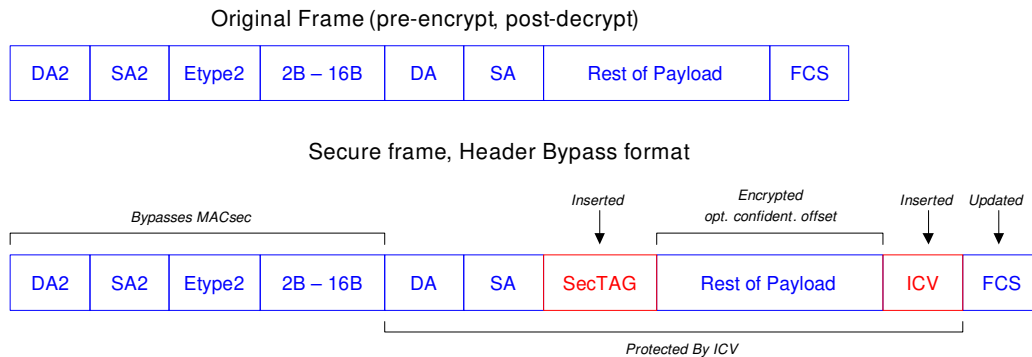 Original Frame (pre-encrypt, post-decrypt)
DA2 SA2 Etype2 2B – 16B DA SA Rest of Payload FCS
Secure frame, Header Bypass format
Bypasses MACsec
Inserted
Encrypted
opt. confident. offset
Inserted
Updated
DA2 SA2 Etype2 2B – 16B DA SA SecTAG Rest of Payload ICV FCS
Protected By ICV